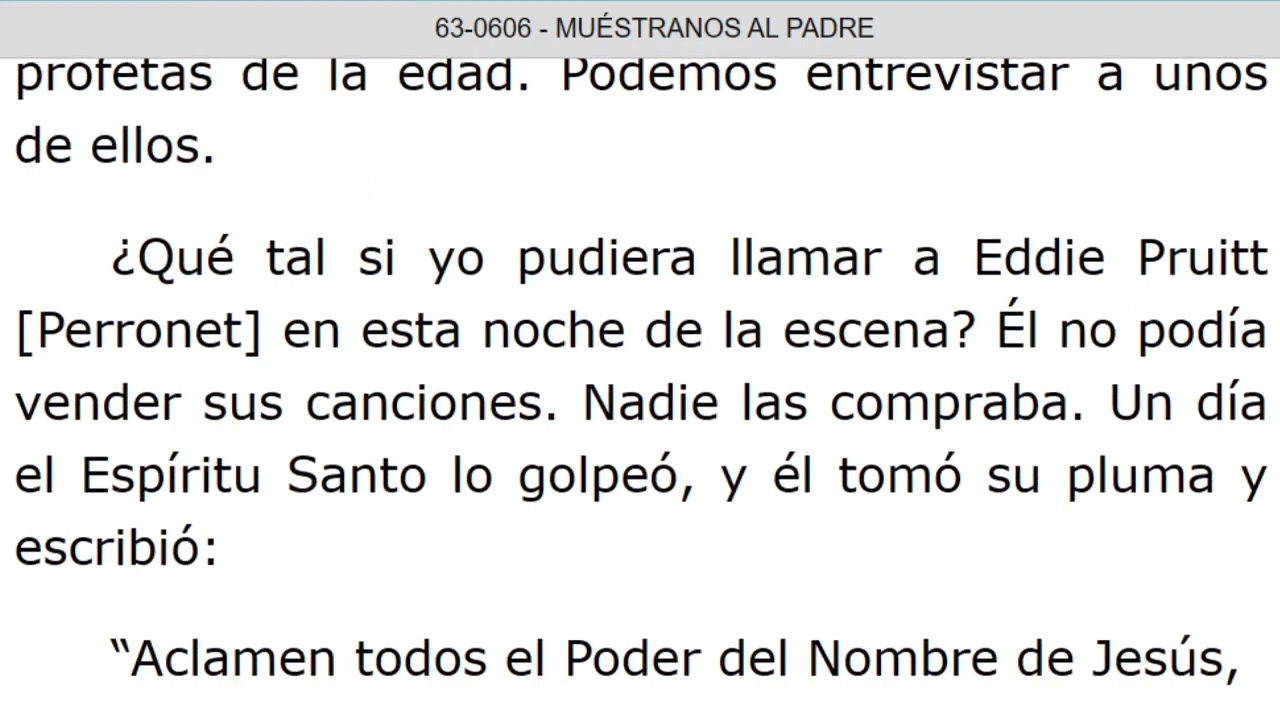 63-0606 - MUÉSTRANOS AL PADRE
profetas de la edad. Podemos entrevistar a unos
de ellos.
¿Qué tal si yo pudiera llamar a Eddie Pruitt
[Perronet] en esta noche de la escena? Él no podía
vender sus canciones. Nadie las compraba. Un día
el Espíritu Santo lo golpeó, y él tomó su pluma y
escribió:
“Aclamen todos el Poder del Nombre de Jesús,